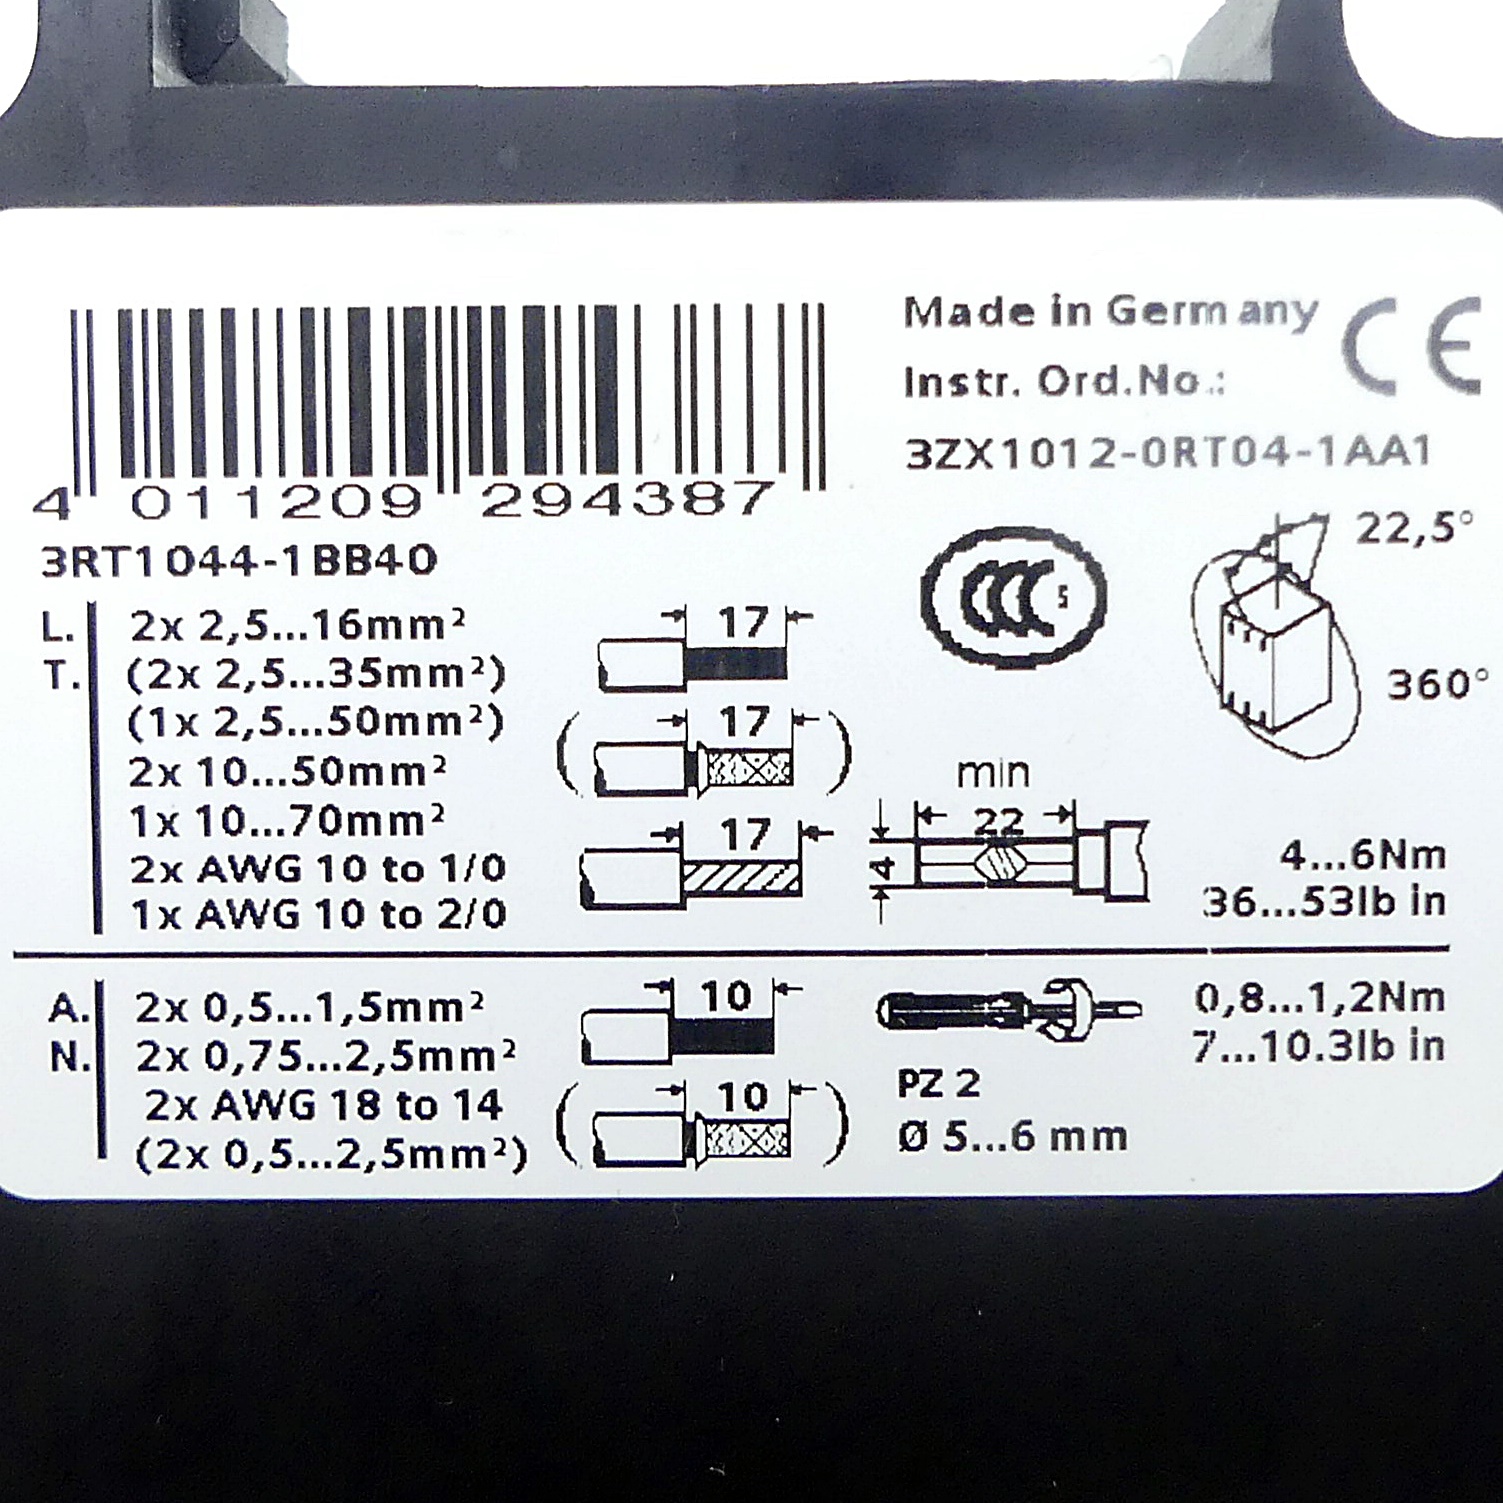 Made in Germany CE
Instr. Ord.No.:
3ZX1012-0RT04-1AA1
4 011209 294387
3RT1044-1BB40
CCC S
22,5°
360°
L. 2x 2,5...16mm² 17
T. (2x 2,5...35mm²)
(1x 2,5...50mm²) ( 17 )
2x 10...50mm²
1x 10...70mm² 17
2x AWG 10 to 1/0
1x AWG 10 to 2/0
min
22
4
4...6Nm
36...53lb in
A. 2x 0,5...1,5mm² 10
N. 2x 0,75...2,5mm²
2x AWG 18 to 14 ( 10 )
(2x 0,5...2,5mm²)
0,8...1,2Nm
7...10.3lb in
PZ 2
Ø 5...6 mm